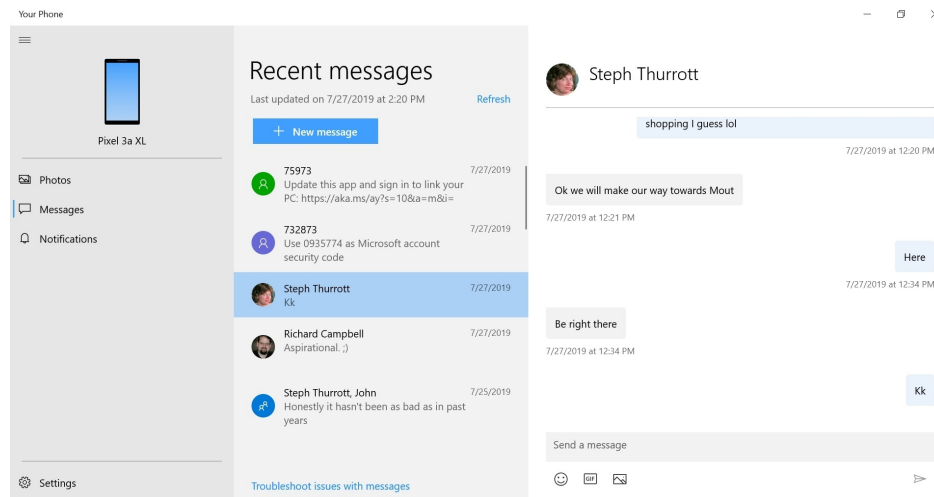 Your Phone
Pixel 3a XL
Photos
Messages
Notifications
Settings
Recent messages
Last updated on 7/27/2019 at 2:20 PM
Refresh
+ New message
75973
7/27/2019
Update this app and sign in to link your
PC: https://aka.ms/ay?s=10&a=m&i=
732873
7/27/2019
Use 0935774 as Microsoft account
security code
Steph Thurrott
7/27/2019
Kk
Richard Campbell
7/27/2019
Aspirational. ;)
Steph Thurrott, John
7/25/2019
Honestly it hasn't been as bad as in past
years
Troubleshoot issues with messages
Steph Thurrott
shopping I guess lol
7/27/2019 at 12:20 PM
Ok we will make our way towards Mout
7/27/2019 at 12:21 PM
Here
7/27/2019 at 12:34 PM
Be right there
7/27/2019 at 12:34 PM
Kk
Send a message
GIF